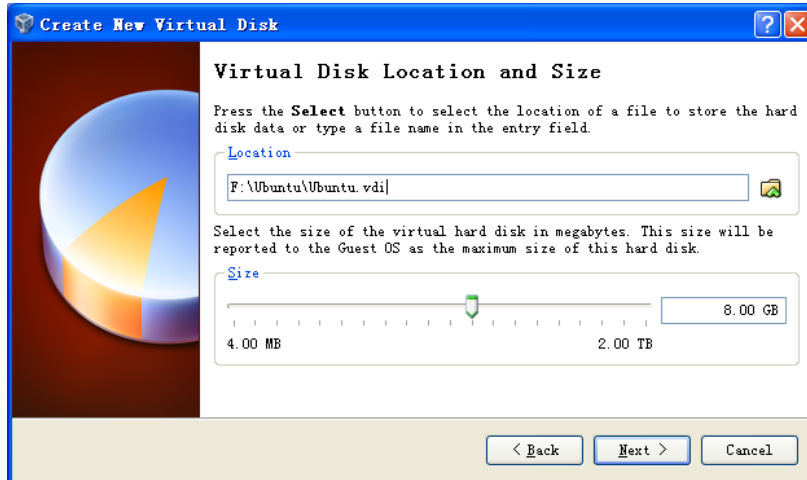 Create New Virtual Disk
Virtual Disk Location and Size
Press the Select button to select the location of a file to store the hard
disk data or type a file name in the entry field.
Location
F:\Ubuntu\Ubuntu.vdi
Select the size of the virtual hard disk in megabytes. This size will be
reported to the Guest OS as the maximum size of this hard disk.
Size
8.00 GB
4.00 MB 2.00 TB
< Back Next > Cancel